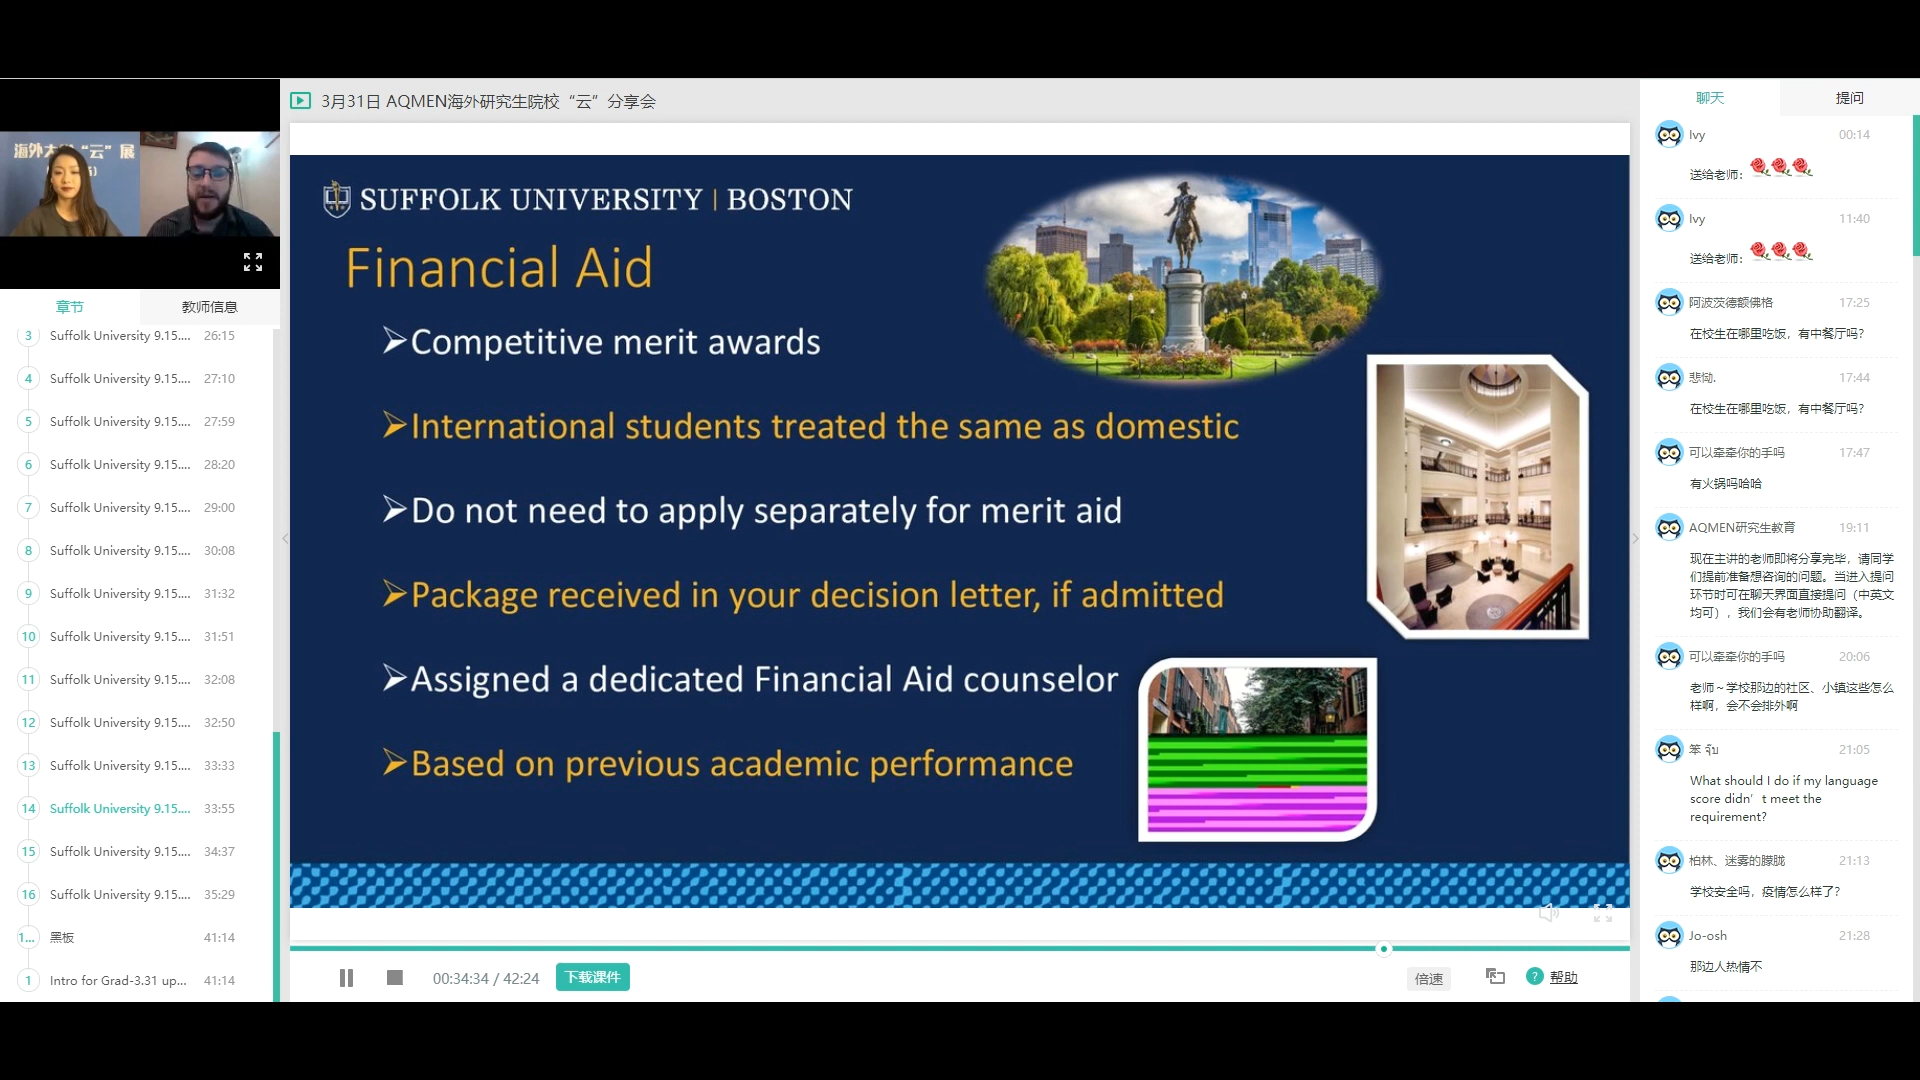 3月31日 AQMEN海外研究生院校“云”分享会
章节
教师信息
3 Suffolk University 9.15.... 26:15
4 Suffolk University 9.15.... 27:10
5 Suffolk University 9.15.... 27:59
6 Suffolk University 9.15.... 28:20
7 Suffolk University 9.15.... 29:00
8 Suffolk University 9.15.... 30:08
9 Suffolk University 9.15.... 31:32
10 Suffolk University 9.15.... 31:51
11 Suffolk University 9.15.... 32:08
12 Suffolk University 9.15.... 32:50
13 Suffolk University 9.15.... 33:33
14 Suffolk University 9.15.... 33:55
15 Suffolk University 9.15.... 34:37
16 Suffolk University 9.15.... 35:29
1... 黑板 41:14
1 Intro for Grad-3.31 up... 41:14
SUFFOLK UNIVERSITY | BOSTON
Financial Aid
➢Competitive merit awards
➢International students treated the same as domestic
➢Do not need to apply separately for merit aid
➢Package received in your decision letter, if admitted
➢Assigned a dedicated Financial Aid counselor
➢Based on previous academic performance
00:34:34 / 42:24
下载课件
倍速
? 帮助
聊天
提问
Ivy 00:14
送给老师：
Ivy 11:40
送给老师：
阿波茨德额佛格 17:25
在校生在哪里吃饭，有中餐厅吗？
悲恸. 17:44
在校生在哪里吃饭，有中餐厅吗？
可以牵牵你的手吗 17:47
有火锅吗哈哈
AQMEN研究生教育 19:11
现在主讲的老师即将分享完毕，请同学
们提前准备想咨询的问题。当进入提问
环节时可在聊天界面直接提问（中英文
均可），我们会有老师协助翻译。
可以牵牵你的手吗 20:06
老师～学校那边的社区、小镇这些怎么
样啊，会不会排外啊
21:05
What should I do if my language
score didn’t meet the
requirement?
柏林、迷雾的朦胧 21:13
学校安全吗，疫情怎么样了？
Jo-osh 21:28
那边人热情不